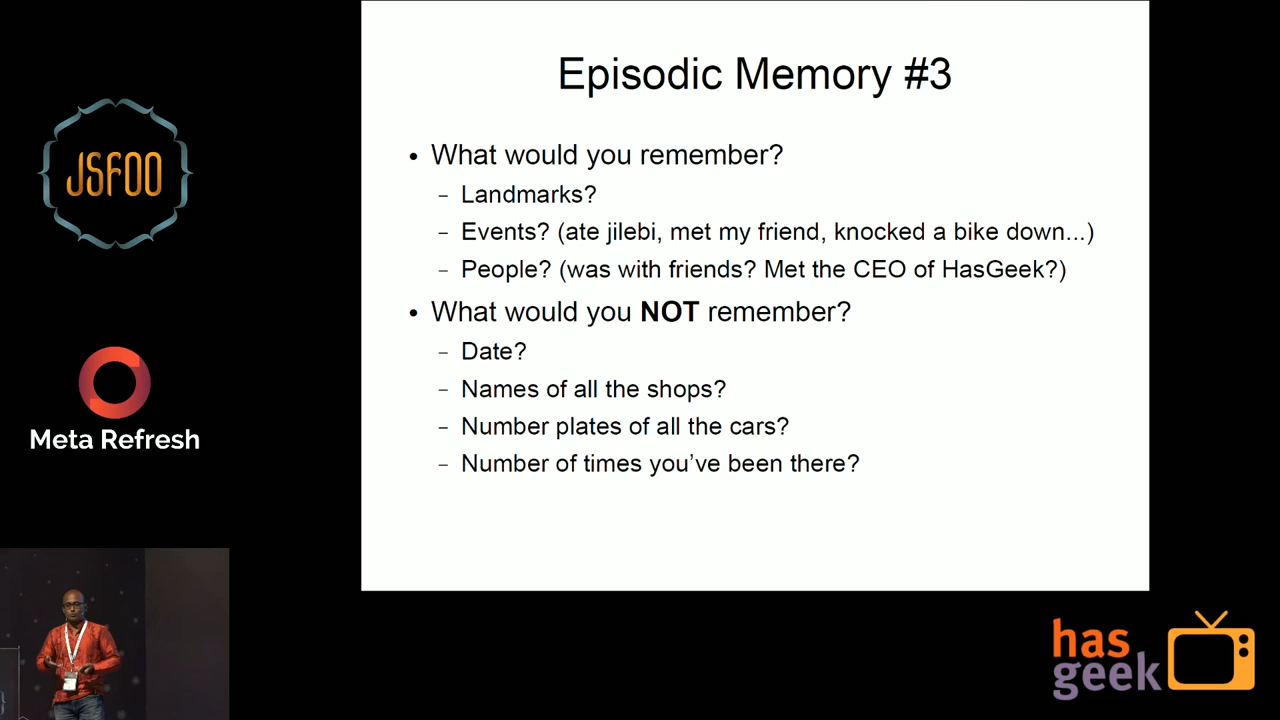 JSFOO
Meta Refresh
Episodic Memory #3
• What would you remember?
– Landmarks?
– Events? (ate jilebi, met my friend, knocked a bike down...)
– People? (was with friends? Met the CEO of HasGeek?)
• What would you NOT remember?
– Date?
– Names of all the shops?
– Number plates of all the cars?
– Number of times you’ve been there?
has
geek